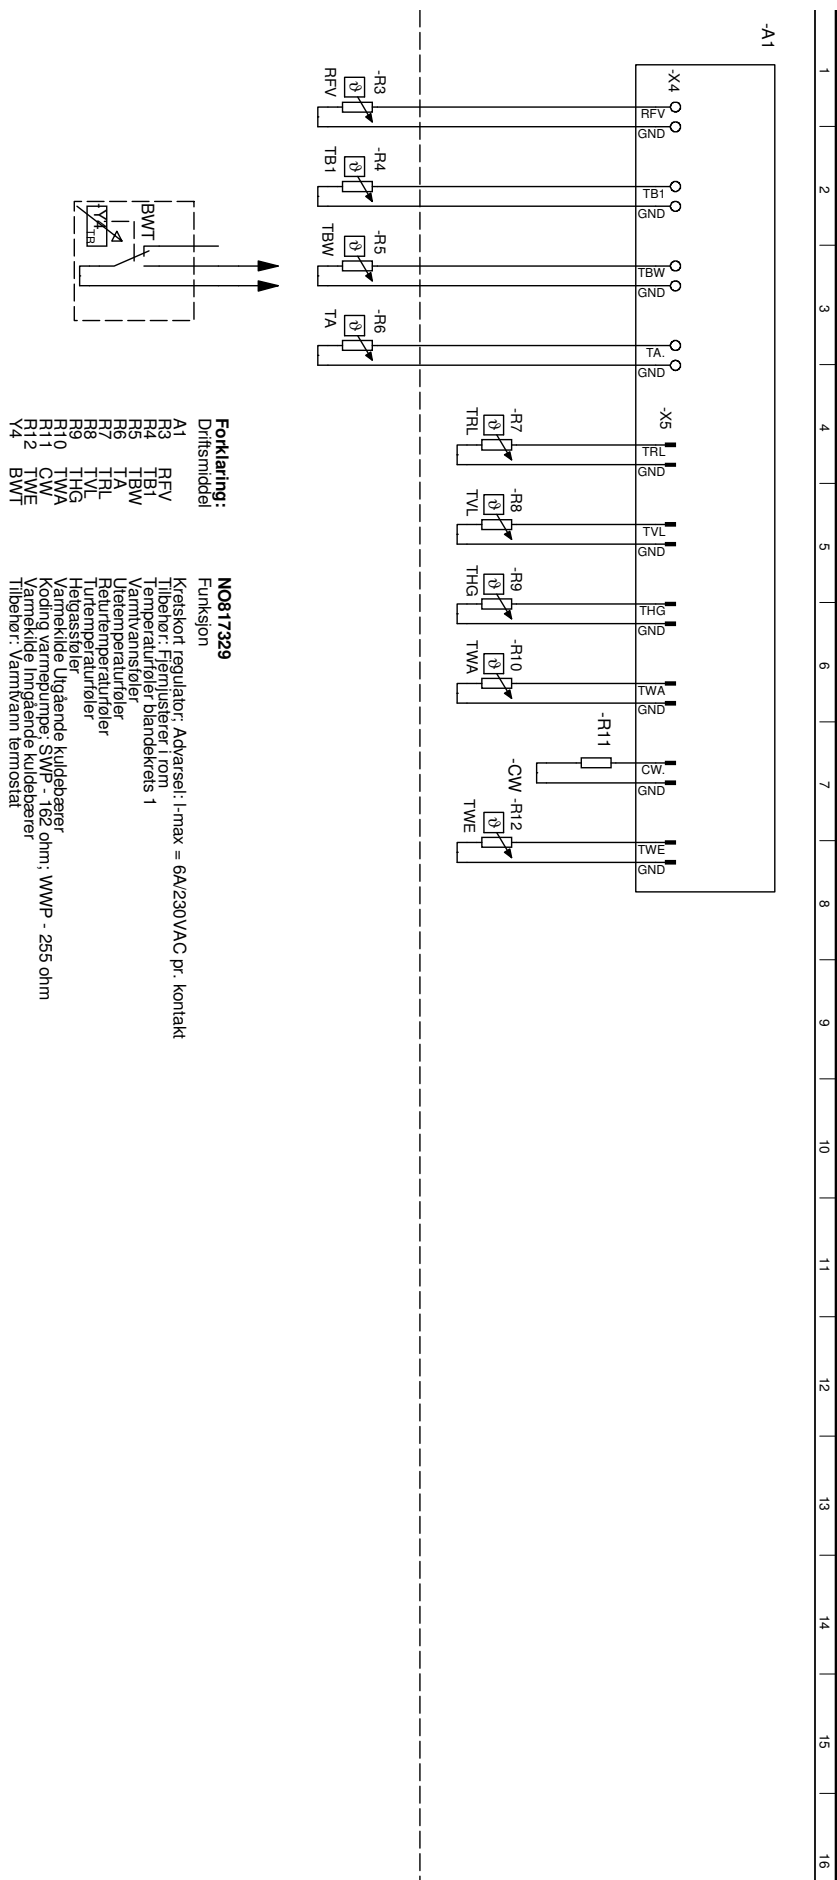 1 2 3 4 5 6 7 8 9 10 11 12 13 14 15 16
-A1
-X4
-X5
RFV
GND
TB1
GND
TBW
GND
TA.
GND
TRL
GND
TVL
GND
THG
GND
TWA
GND
CW.
GND
TWE
GND
-R3
ϑ
RFV
-R4
ϑ
TB1
-R5
ϑ
TBW
-R6
ϑ
TA
-R7
ϑ
TRL
-R8
ϑ
TVL
-R9
ϑ
THG
-R10
ϑ
TWA
-R11
-CW
-R12
ϑ
TWE
BWT
-Y4
TB
Forklaring: NO817329
Driftsmiddel Funksjon
A1 Kretskort regulator; Advarsel: I-max = 6A/230VAC pr. kontakt
R3 RFV Tilbehør: Fjernjusterer i rom
R4 TB1 Temperaturføler blandekrets 1
R5 TBW Varmtvannsføler
R6 TA Utetemperaturføler
R7 TRL Returtemperaturføler
R8 TVL Turtemperaturføler
R9 THG Hetgassføler
R10 TWA Varmekilde Utgående kuldebærer
R11 CW Koding varmepumpe; SWP - 162 ohm; WWP - 255 ohm
R12 TWE Varmekilde Inngående kuldebærer
Y4 BWT Tilbehør: Varmtvann termostat